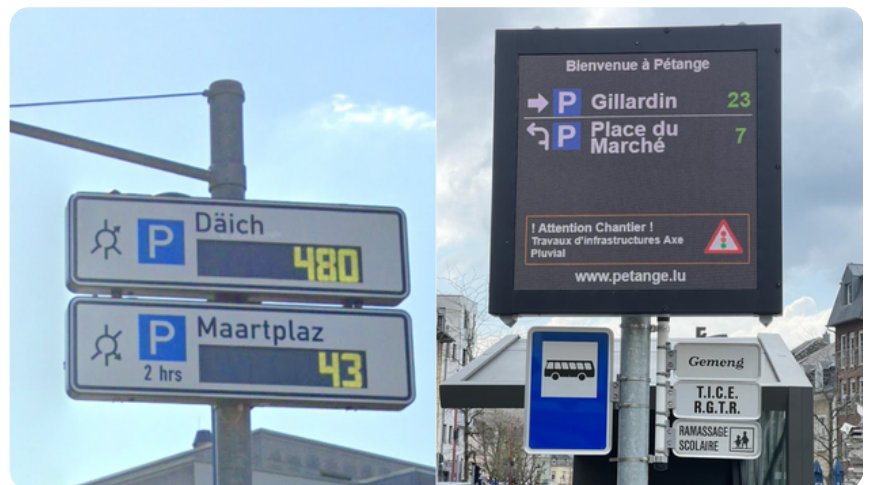 P
Däich
480
P
Maartplaz
2 hrs
43
Bienvenue à Pétange
P Gillardin 23
P Place du
Marché 7
! Attention Chantier !
Travaux d'infrastructures Axe
Pluvial
www.petange.lu
Gemeng
T.I.C.E.
R.G.T.R.
RAMASSAGE
SCOLAIRE